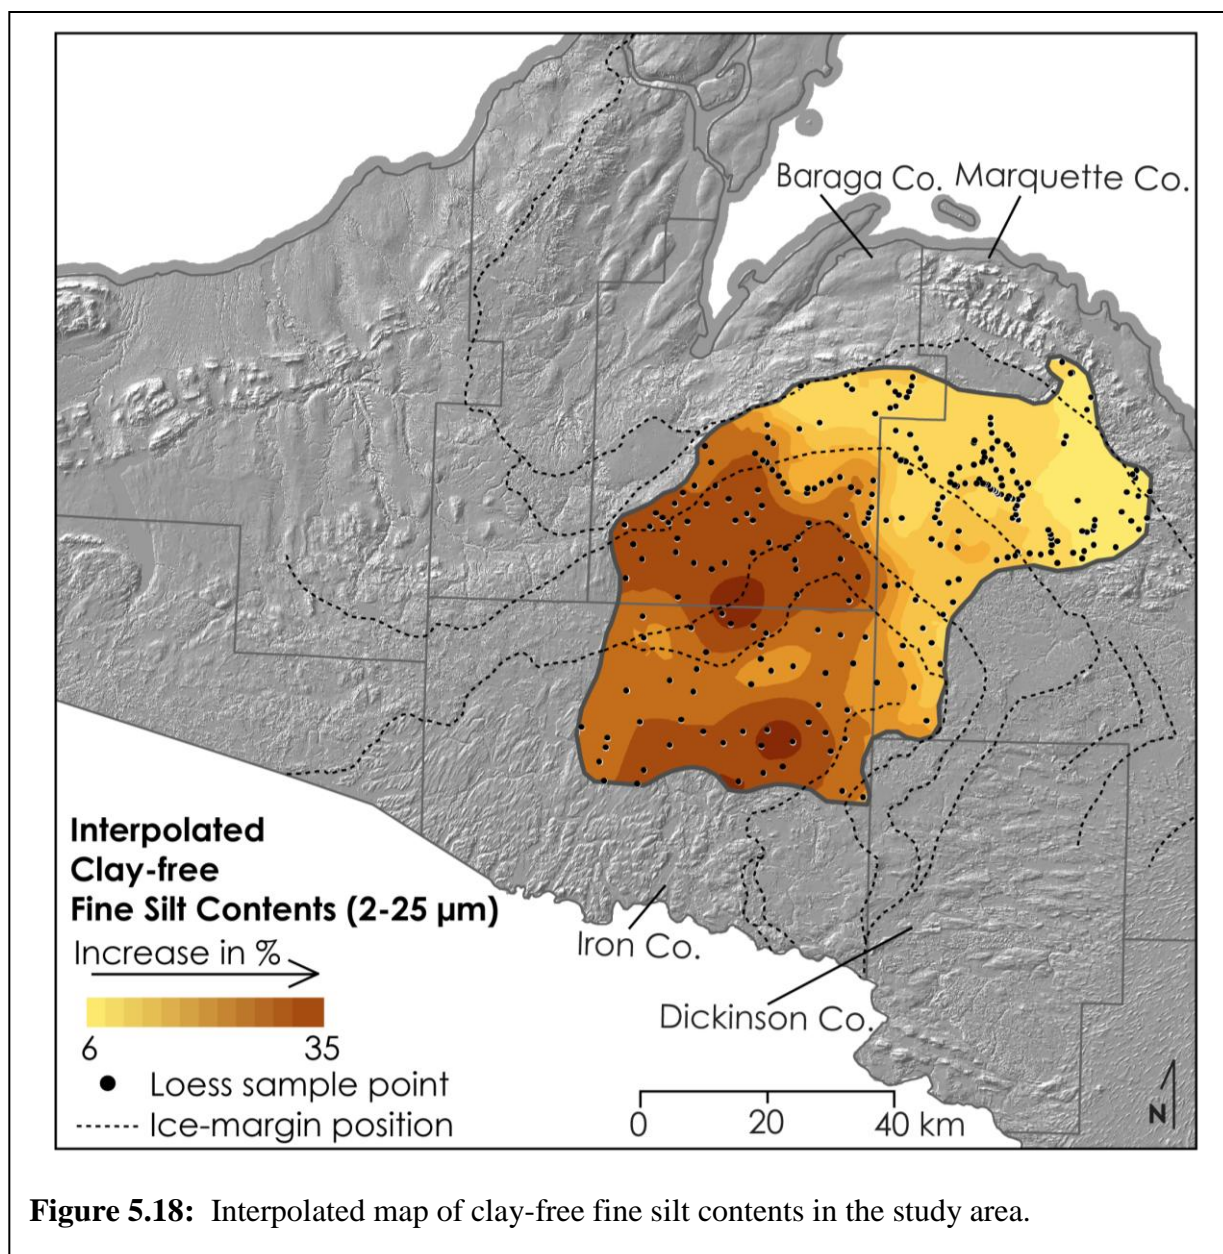 Baraga Co. Marquette Co.
Interpolated
Clay-free
Fine Silt Contents (2-25 µm)
Increase in %
6 35
Loess sample point
Ice-margin position
Iron Co.
Dickinson Co.
0 20 40 km
N
Figure 5.18: Interpolated map of clay-free fine silt contents in the study area.